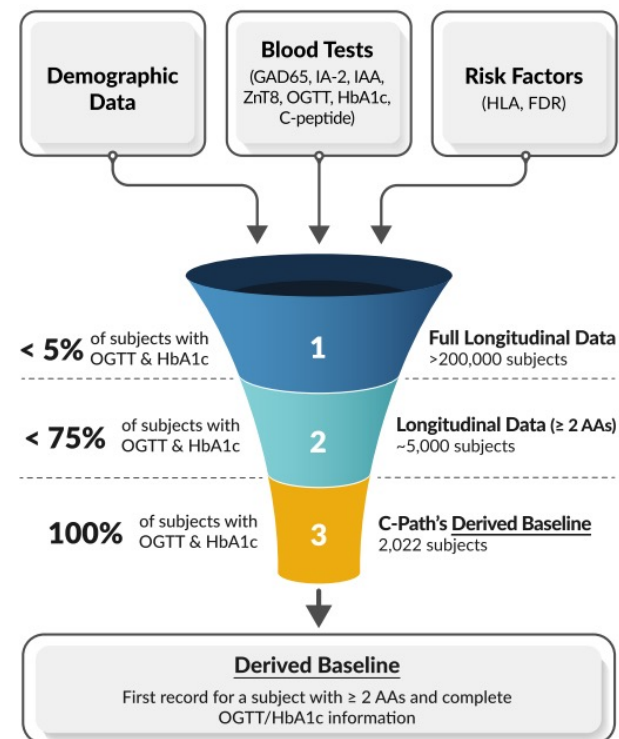 Demographic
Data
Blood Tests
(GAD65, IA-2, IAA,
ZnT8, OGTT, HbA1c,
C-peptide)
Risk Factors
(HLA, FDR)
< 5%
of subjects with
OGTT & HbA1c
1
Full Longitudinal Data
>200,000 subjects
< 75%
of subjects with
OGTT & HbA1c
2
Longitudinal Data (≥ 2 AAs)
~5,000 subjects
100%
of subjects with
OGTT & HbA1c
3
C-Path's Derived Baseline
2,022 subjects
Derived Baseline
First record for a subject with ≥ 2 AAs and complete
OGTT/HbA1c information